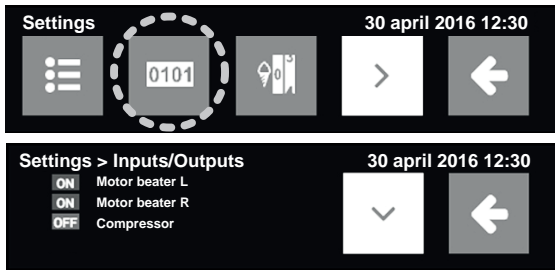 Settings 30 april 2016 12:30
0101
0
Settings > Inputs/Outputs 30 april 2016 12:30
ON Motor beater L
ON Motor beater R
OFF Compressor